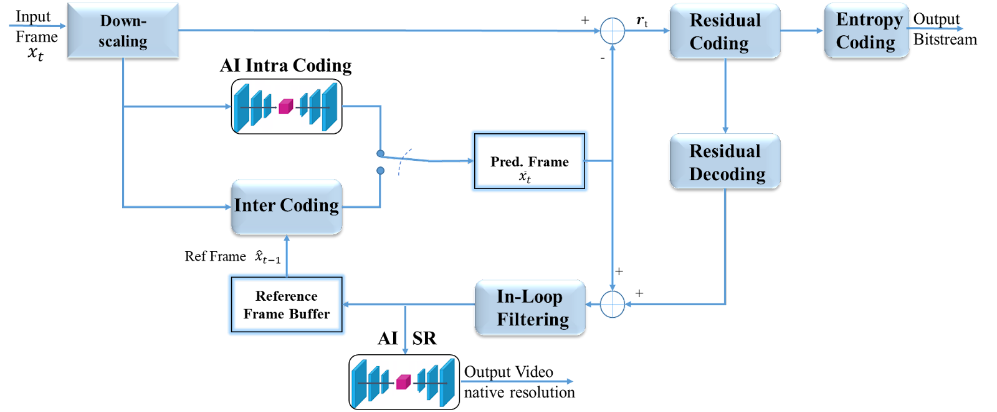 Input
Frame
x_t
Down-
scaling
+
r_t
-
Residual
Coding
Entropy
Coding
Output
Bitstream
AI Intra Coding
Pred. Frame
ẋ_t
Residual
Decoding
Inter Coding
Ref Frame x̂_{t−1}
Reference
Frame Buffer
In-Loop
Filtering
+
+
AI SR
Output Video
native resolution